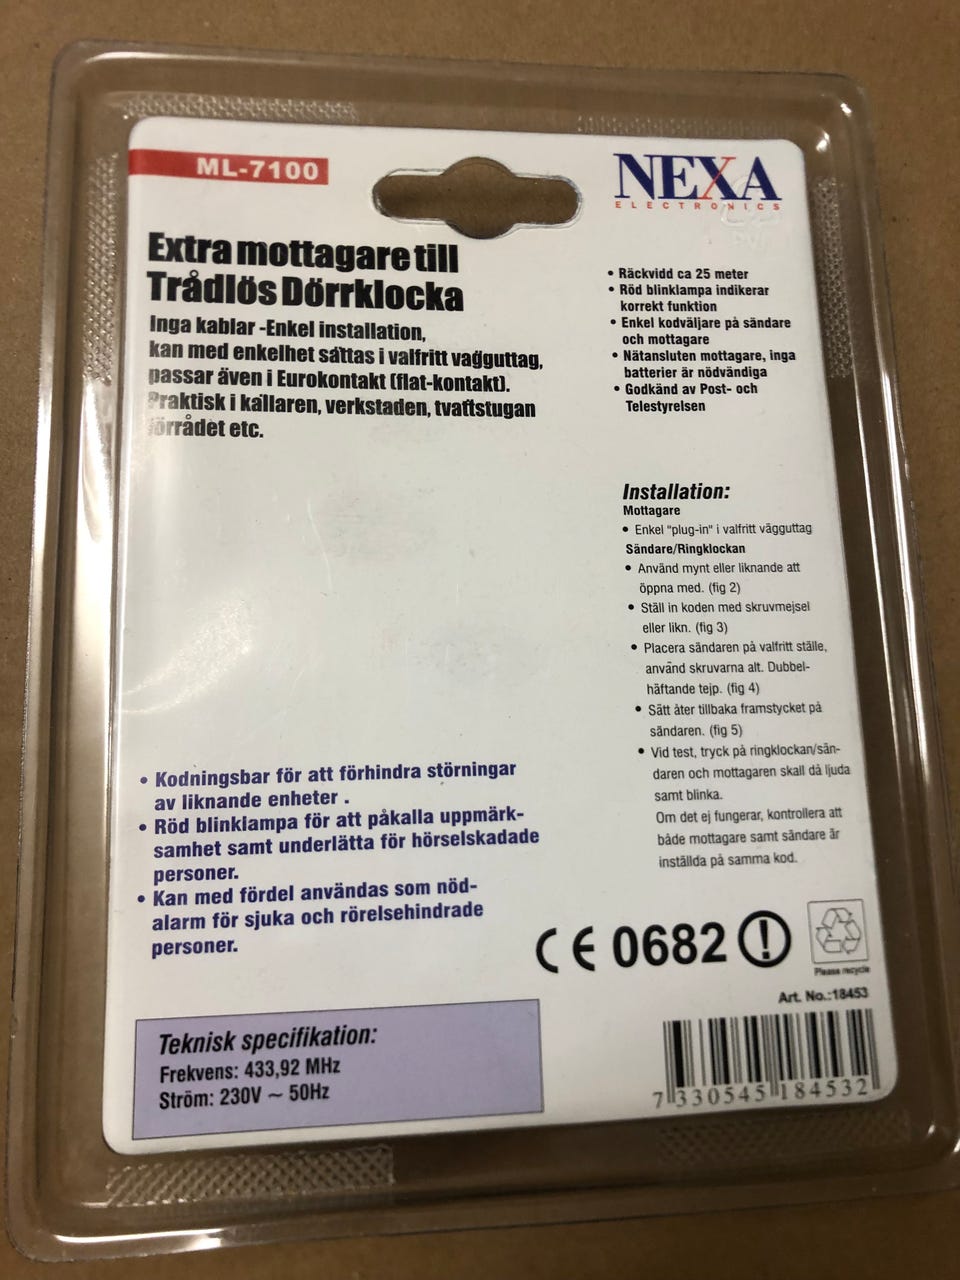 ML-7100
NEXA
ELECTRONICS
Extra mottagare till
Trådlös Dörrklocka
Inga kablar -Enkel installation,
kan med enkelhet sättas i valfritt vägguttag,
passar även i Eurokontakt (flat-kontakt).
Praktisk i källaren, verkstaden, tvättstugan
förrådet etc.
• Räckvidd ca 25 meter
• Röd blinklampa indikerar
korrekt funktion
• Enkel kodväljare på sändare
och mottagare
• Nätansluten mottagare, inga
batterier är nödvändiga
• Godkänd av Post- och
Telestyrelsen
Installation:
Mottagare
• Enkel "plug-in" i valfritt vägguttag
Sändare/Ringklockan
• Använd mynt eller liknande att
öppna med. (fig 2)
• Ställ in koden med skruvmejsel
eller likn. (fig 3)
• Placera sändaren på valfritt ställe,
använd skruvarna alt. Dubbel-
häftande tejp. (fig 4)
• Sätt åter tillbaka framstycket på
sändaren. (fig 5)
• Vid test, tryck på ringklockan/sän-
daren och mottagaren skall då ljuda
samt blinka.
Om det ej fungerar, kontrollera att
både mottagare samt sändare är
inställda på samma kod.
• Kodningsbar för att förhindra störningar
av liknande enheter .
• Röd blinklampa för att påkalla uppmärk-
samhet samt underlätta för hörselskadade
personer.
• Kan med fördel användas som nöd-
alarm för sjuka och rörelsehindrade
personer.
CE 0682
Please recycle
Art. No.:18453
7 330545 184532
Teknisk specifikation:
Frekvens: 433,92 MHz
Ström: 230V ~ 50Hz